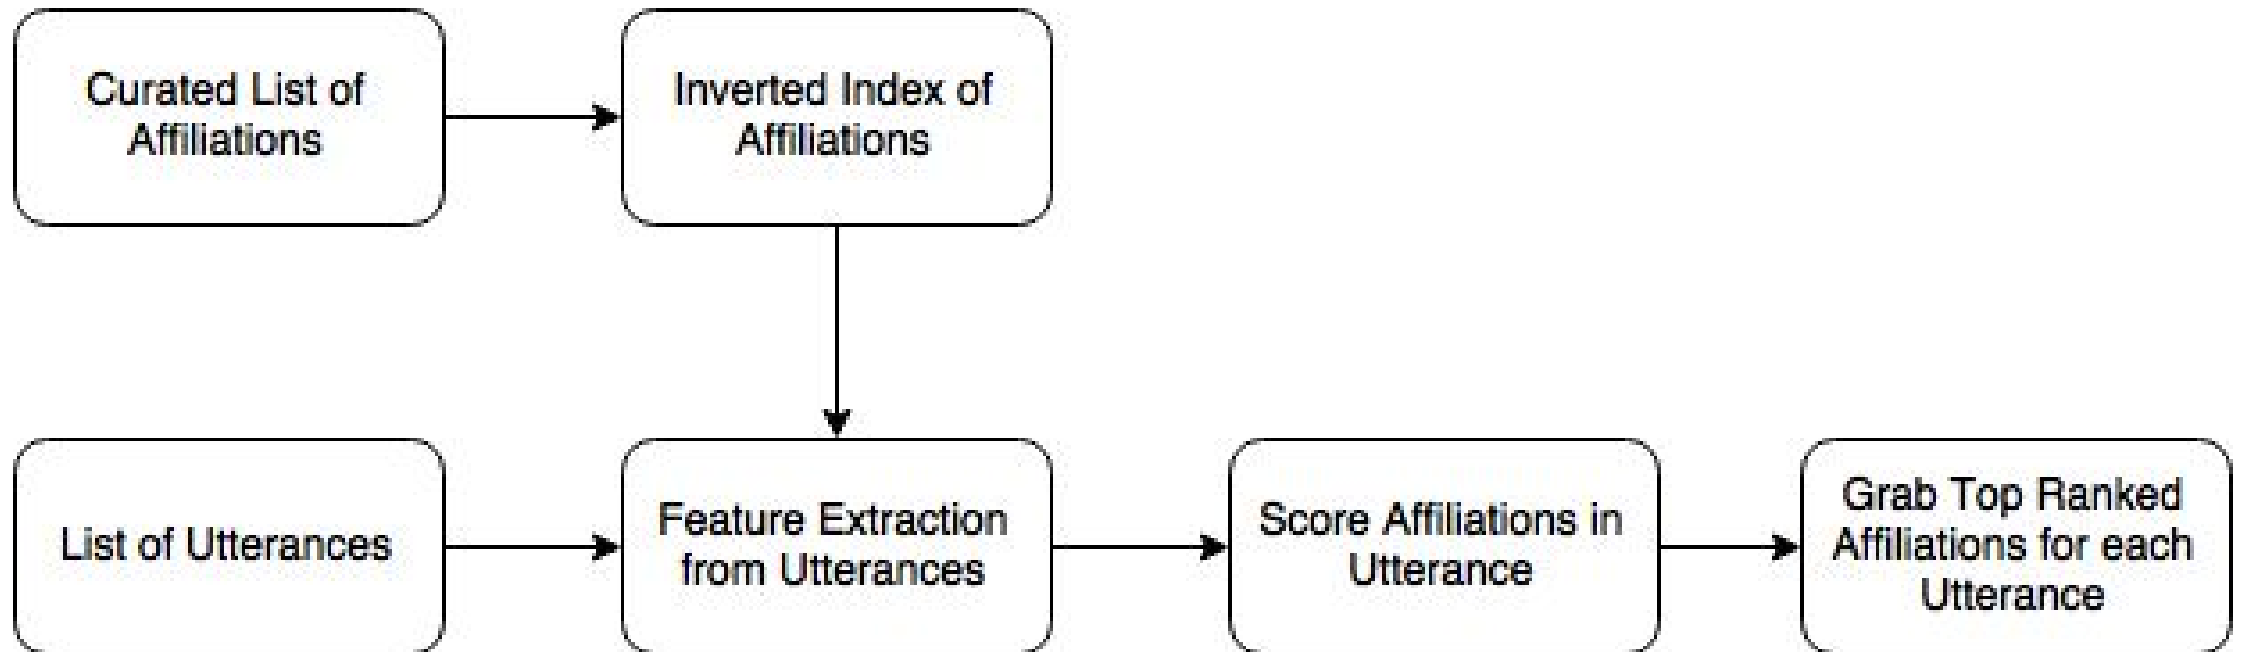 Curated List of
Affiliations
Inverted Index of
Affiliations
List of Utterances
Feature Extraction
from Utterances
Score Affiliations in
Utterance
Grab Top Ranked
Affiliations for each
Utterance